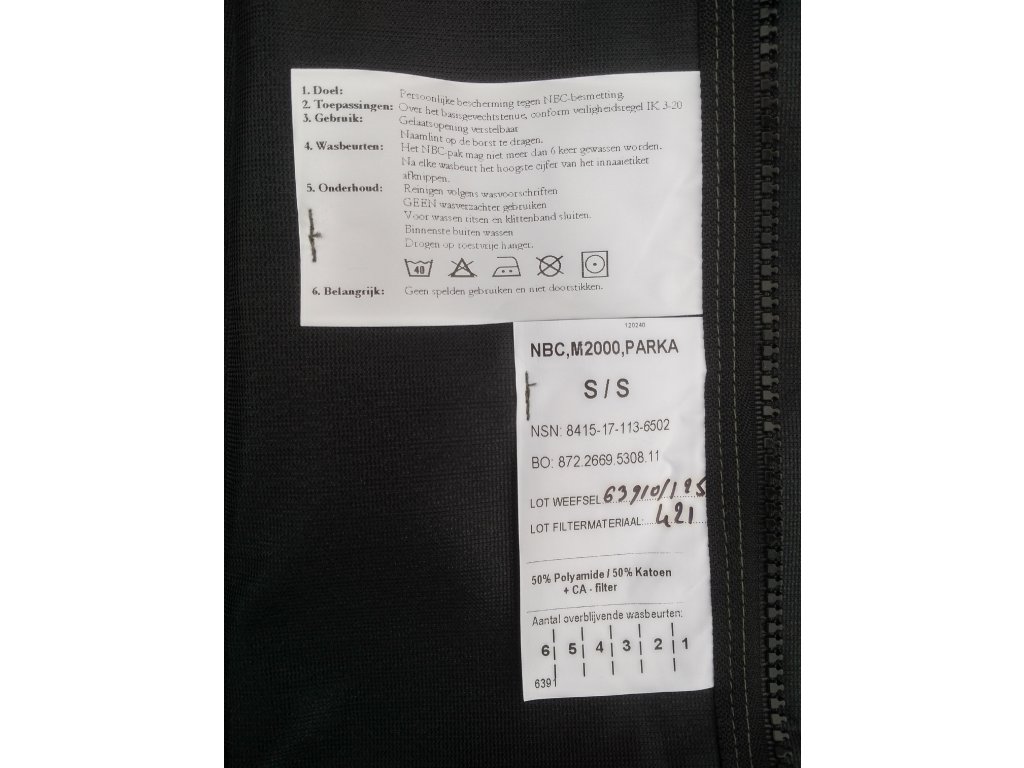 1. Doel: Persoonlijke bescherming tegen NBC-besmetting.
2. Toepassingen: Over het basisgevechtstenue, conform veiligheidsregel IK 3-20
3. Gebruik: Gelaatsopening verstelbaar
Naamlint op de borst te dragen.
4. Wasbeurten: Het NBC-pak mag niet meer dan 6 keer gewassen worden.
Na elke wasbeurt het hoogste cijfer van het innaaietiket
afknippen.
5. Onderhoud: Reinigen volgens wasvoorschriften
GEEN wasverzachter gebruiken
Voor wassen ritsen en klittenband sluiten.
Binnenste buiten wassen
Drogen op roestvrije hanger.
40
6. Belangrijk: Geen spelden gebruiken en niet doorstikken.
120240
NBC,M2000,PARKA
S / S
NSN: 8415-17-113-6502
BO: 872.2669.5308.11
LOT WEEFSEL 63910/125
LOT FILTERMATERIAAL:....421
50% Polyamide / 50% Katoen
+ CA - filter
Aantal overblijvende wasbeurten:
6 5 4 3 2 1
6391